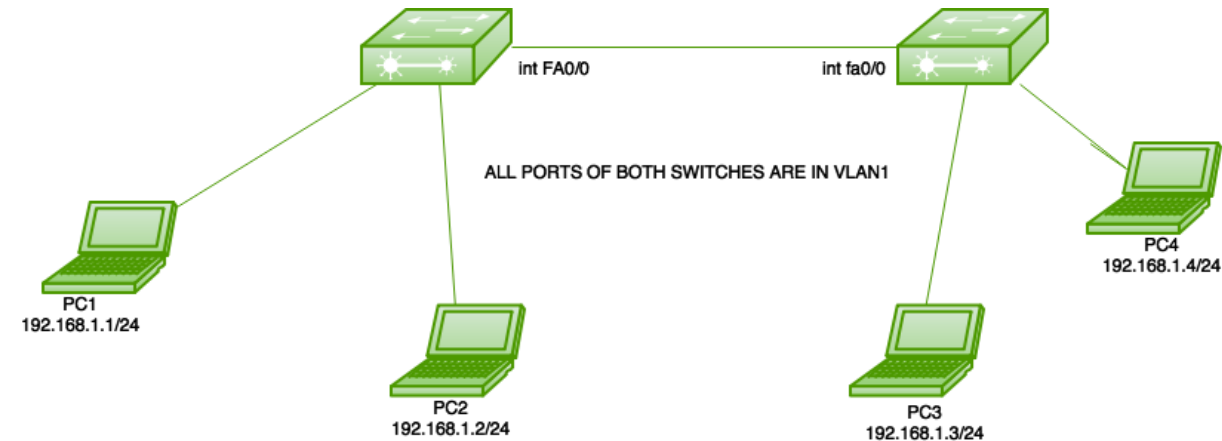 int FA0/0
int fa0/0
ALL PORTS OF BOTH SWITCHES ARE IN VLAN1
PC4
192.168.1.4/24
PC1
192.168.1.1/24
PC2
192.168.1.2/24
PC3
192.168.1.3/24